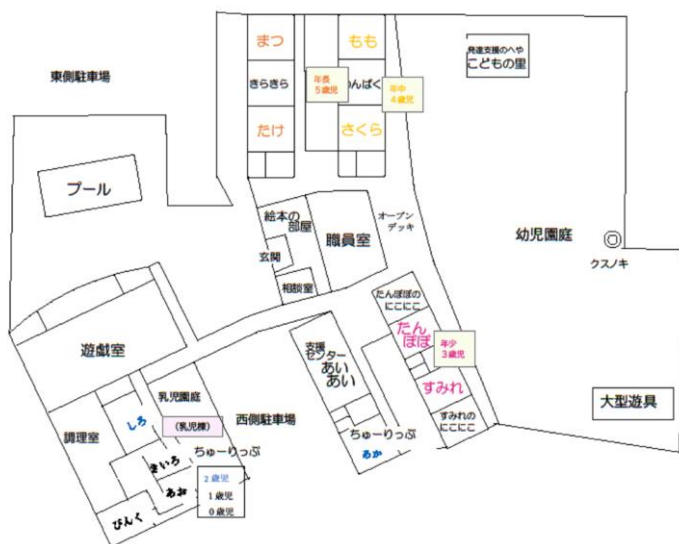 まつ
きらきら
たけ
年長
5歳児
もも
わんぱく
さくら
年中
4歳児
発達支援のへや
こどもの里
東側駐車場
プール
絵本の
部屋
玄関
相談室
職員室
オープン
デッキ
幼児園庭
クスノキ
遊戯室
乳児園庭
西側駐車場
調理室
しろ
(乳児棟)
きいろ
ちゅーりっぷ
あお
ぴんく
2歳児
1歳児
0歳児
支援
センター
あい
あい
ちゅーりっぷ
あか
たんぽぽの
にこにこ
たん
ぽぽ
年少
3歳児
すみれ
すみれの
にこにこ
大型遊具